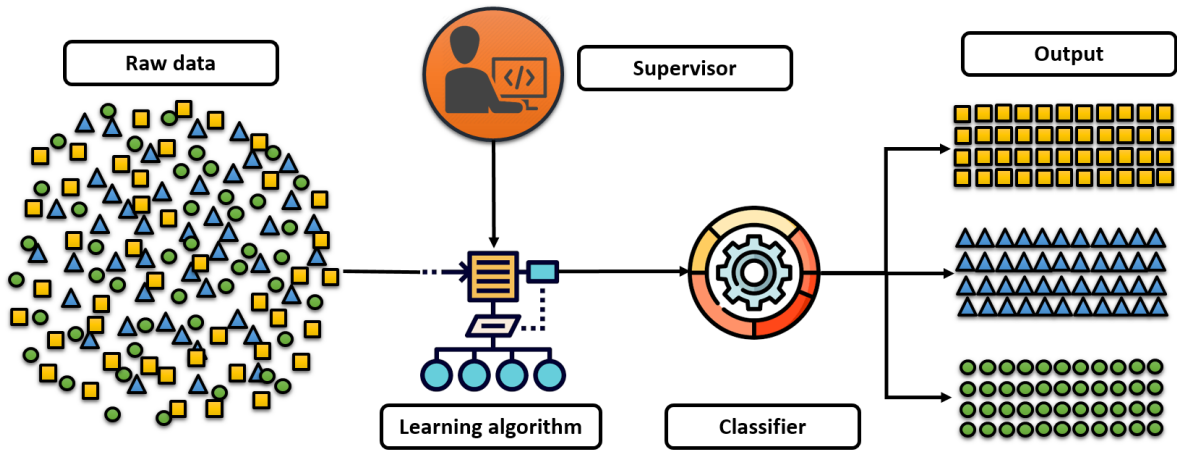 Raw data
Supervisor
Output
</>
Learning algorithm
Classifier